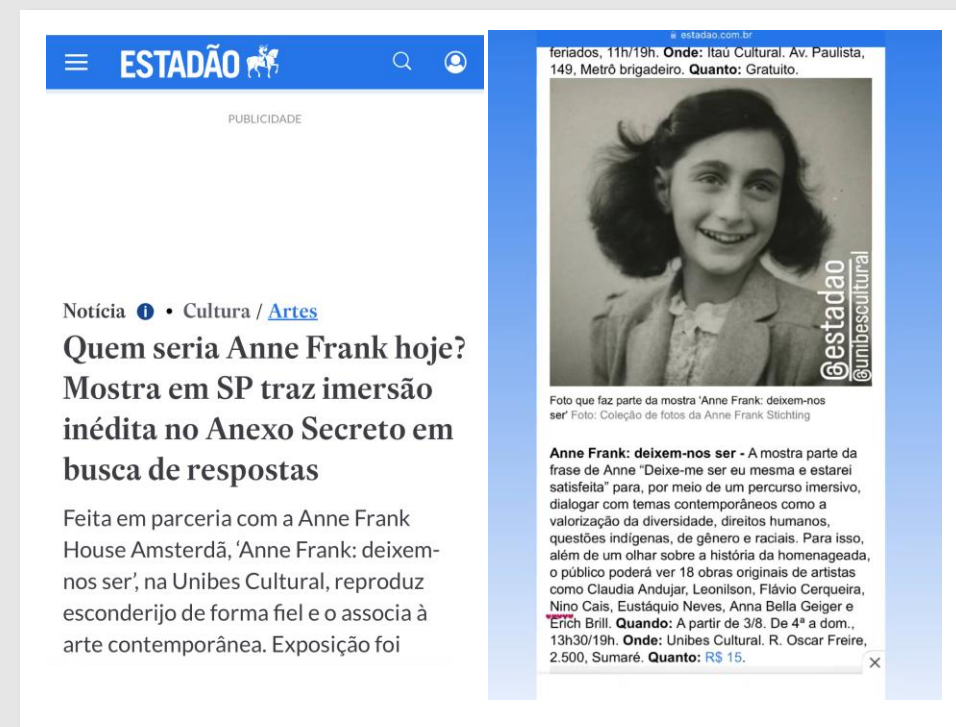 ESTADÃO
PUBLICIDADE
Notícia i • Cultura / Artes
Quem seria Anne Frank hoje?
Mostra em SP traz imersão
inédita no Anexo Secreto em
busca de respostas
Feita em parceria com a Anne Frank
House Amsterdã, ‘Anne Frank: deixem-
nos ser’, na Unibes Cultural, reproduz
esconderijo de forma fiel e o associa à
arte contemporânea. Exposição foi
estadao.com.br
feriados, 11h/19h. Onde: Itaú Cultural. Av. Paulista,
149, Metrô brigadeiro. Quanto: Gratuito.
@estadao
@unibescultural
Foto que faz parte da mostra 'Anne Frank: deixem-nos
ser' Foto: Coleção de fotos da Anne Frank Stichting
Anne Frank: deixem-nos ser - A mostra parte da
frase de Anne “Deixe-me ser eu mesma e estarei
satisfeita” para, por meio de um percurso imersivo,
dialogar com temas contemporâneos como a
valorização da diversidade, direitos humanos,
questões indígenas, de gênero e raciais. Para isso,
além de um olhar sobre a história da homenageada,
o público poderá ver 18 obras originais de artistas
como Claudia Andujar, Leonilson, Flávio Cerqueira,
Nino Cais, Eustáquio Neves, Anna Bella Geiger e
Erich Brill. Quando: A partir de 3/8. De 4ª a dom.,
13h30/19h. Onde: Unibes Cultural. R. Oscar Freire,
2.500, Sumaré. Quanto: R$ 15.